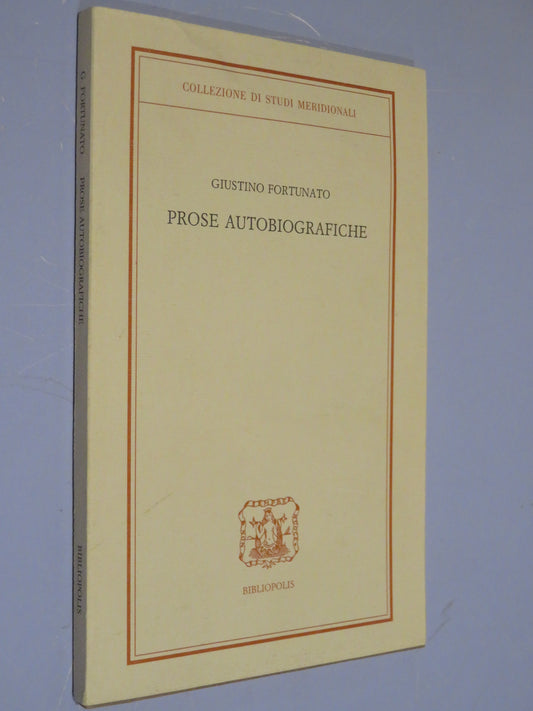 COLLEZIONE DI STUDI MERIDIONALI
GIUSTINO FORTUNATO
PROSE AUTOBIOGRAFICHE
BIBLIOPOLIS
G. FORTUNATO PROSE AUTOBIOGRAFICHE BIBLIOPOLIS